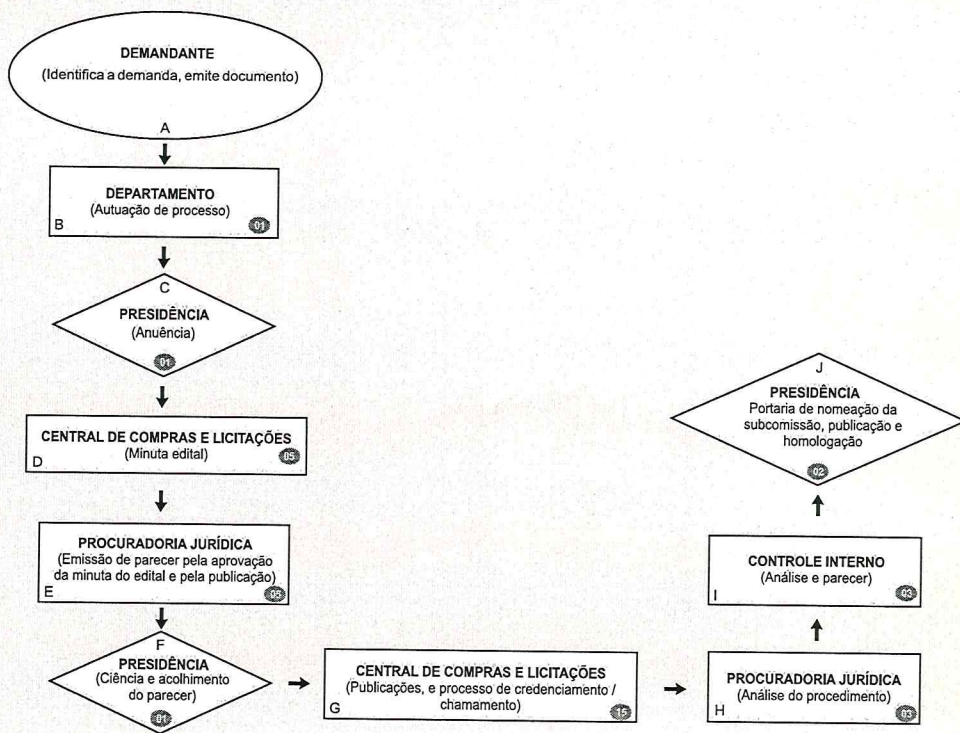 DEMANDANTE
(Identifica a demanda, emite documento)
A
DEPARTAMENTO
(Autuação de processo)
B
01
C
PRESIDÊNCIA
(Anuência)
01
CENTRAL DE COMPRAS E LICITAÇÕES
(Minuta edital)
D
05
PROCURADORIA JURÍDICA
(Emissão de parecer pela aprovação
da minuta do edital e pela publicação)
E
05
F
PRESIDÊNCIA
(Ciência e acolhimento
do parecer)
01
CENTRAL DE COMPRAS E LICITAÇÕES
(Publicações, e processo de credenciamento /
chamamento)
G
15
PROCURADORIA JURÍDICA
(Análise do procedimento)
H
03
CONTROLE INTERNO
(Análise e parecer)
I
03
J
PRESIDÊNCIA
Portaria de nomeação da
subcomissão, publicação e
homologação
02